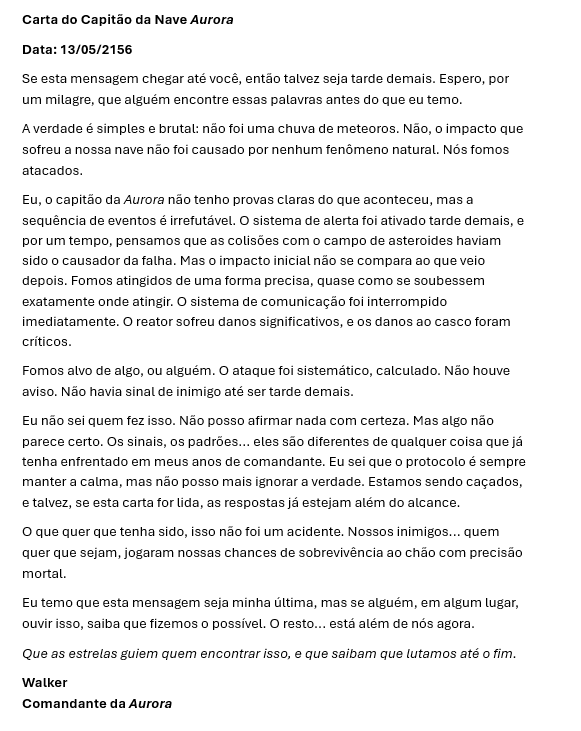 Carta do Capitão da Nave Aurora
Data: 13/05/2156
Se esta mensagem chegar até você, então talvez seja tarde demais. Espero, por
um milagre, que alguém encontre essas palavras antes do que eu temo.
A verdade é simples e brutal: não foi uma chuva de meteoros. Não, o impacto que
sofreu a nossa nave não foi causado por nenhum fenômeno natural. Nós fomos
atacados.
Eu, o capitão da Aurora não tenho provas claras do que aconteceu, mas a
sequência de eventos é irrefutável. O sistema de alerta foi ativado tarde demais, e
por um tempo, pensamos que as colisões com o campo de asteroides haviam
sido o causador da falha. Mas o impacto inicial não se compara ao que veio
depois. Fomos atingidos de uma forma precisa, quase como se soubessem
exatamente onde atingir. O sistema de comunicação foi interrompido
imediatamente. O reator sofreu danos significativos, e os danos ao casco foram
críticos.
Fomos alvo de algo, ou alguém. O ataque foi sistemático, calculado. Não houve
aviso. Não havia sinal de inimigo até ser tarde demais.
Eu não sei quem fez isso. Não posso afirmar nada com certeza. Mas algo não
parece certo. Os sinais, os padrões... eles são diferentes de qualquer coisa que já
tenha enfrentado em meus anos de comandante. Eu sei que o protocolo é sempre
manter a calma, mas não posso mais ignorar a verdade. Estamos sendo caçados,
e talvez, se esta carta for lida, as respostas já estejam além do alcance.
O que quer que tenha sido, isso não foi um acidente. Nossos inimigos... quem
quer que sejam, jogaram nossas chances de sobrevivência ao chão com precisão
mortal.
Eu temo que esta mensagem seja minha última, mas se alguém, em algum lugar,
ouvir isso, saiba que fizemos o possível. O resto... está além de nós agora.
Que as estrelas guiem quem encontrar isso, e que saibam que lutamos até o fim.
Walker
Comandante da Aurora